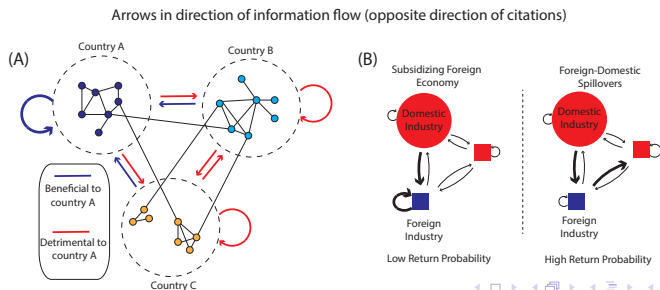 Arrows in direction of information flow (opposite direction of citations)
(A)
Country A
Country B
Beneficial to
country A
Detrimental to
country A
Country C
(B)
Subsidizing Foreign
Economy
Domestic
Industry
Foreign
Industry
Low Return Probability
Foreign-Domestic
Spillovers
Domestic
Industry
Foreign
Industry
High Return Probability